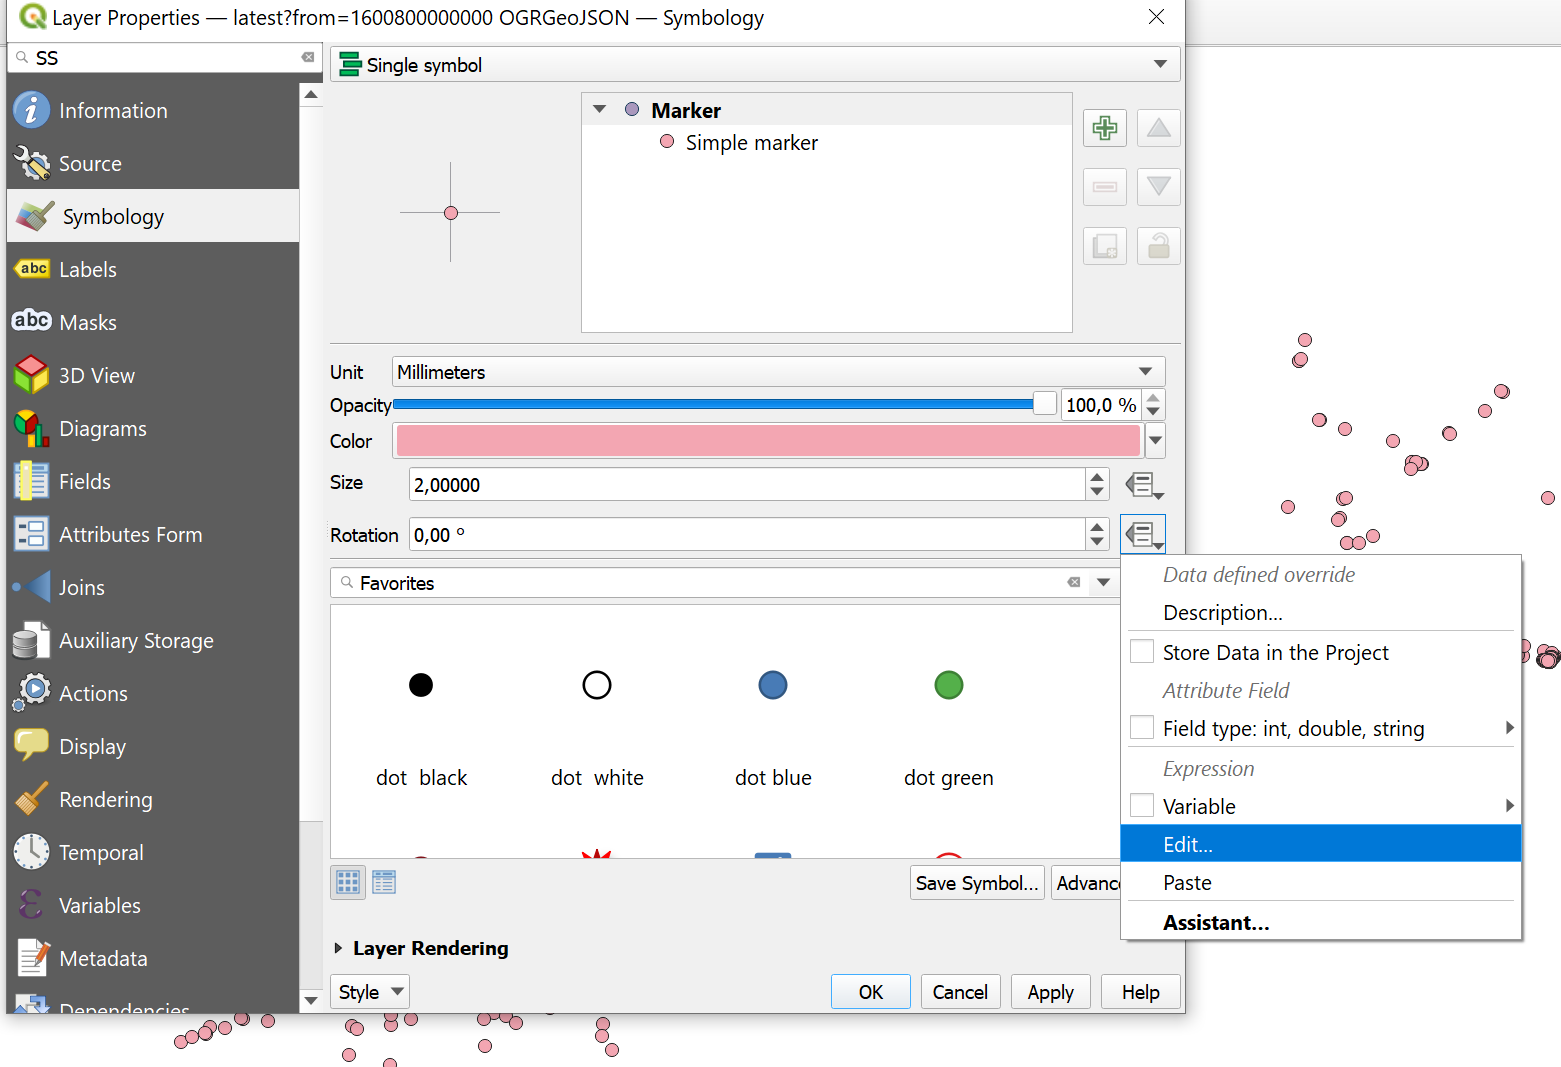 Layer Properties — latest?from=1600800000000 OGRGeoJSON — Symbology
SS
Information
Source
Symbology
Labels
Masks
3D View
Diagrams
Fields
Attributes Form
Joins
Auxiliary Storage
Actions
Display
Rendering
Temporal
Variables
Metadata
Dependencies
abc
abc
Single symbol
Marker
Simple marker
Unit
Millimeters
Opacity
100,0 %
Color
Size
2,00000
Rotation
0,00 °
Favorites
dot black
dot white
dot blue
dot green
Save Symbol...
Advanc
Layer Rendering
Style
OK
Cancel
Apply
Help
Data defined override
Description...
Store Data in the Project
Attribute Field
Field type: int, double, string
Expression
Variable
Edit...
Paste
Assistant...